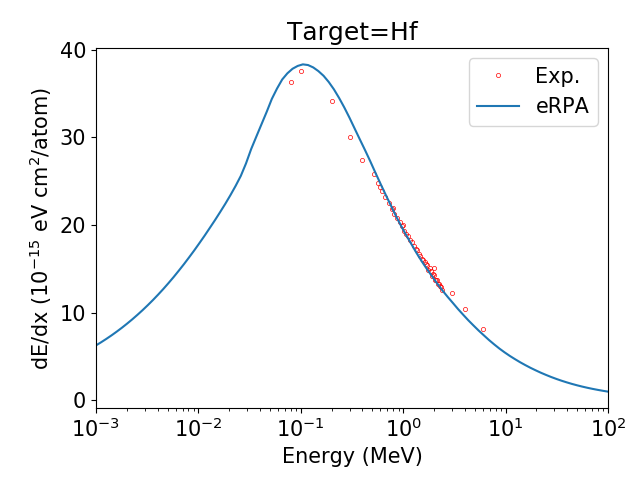 Target=Hf
Exp.
eRPA
dE/dx (10⁻¹⁵ eV cm²/atom)
40
30
20
10
0
10⁻³ 10⁻² 10⁻¹ 10⁰ 10¹ 10²
Energy (MeV)